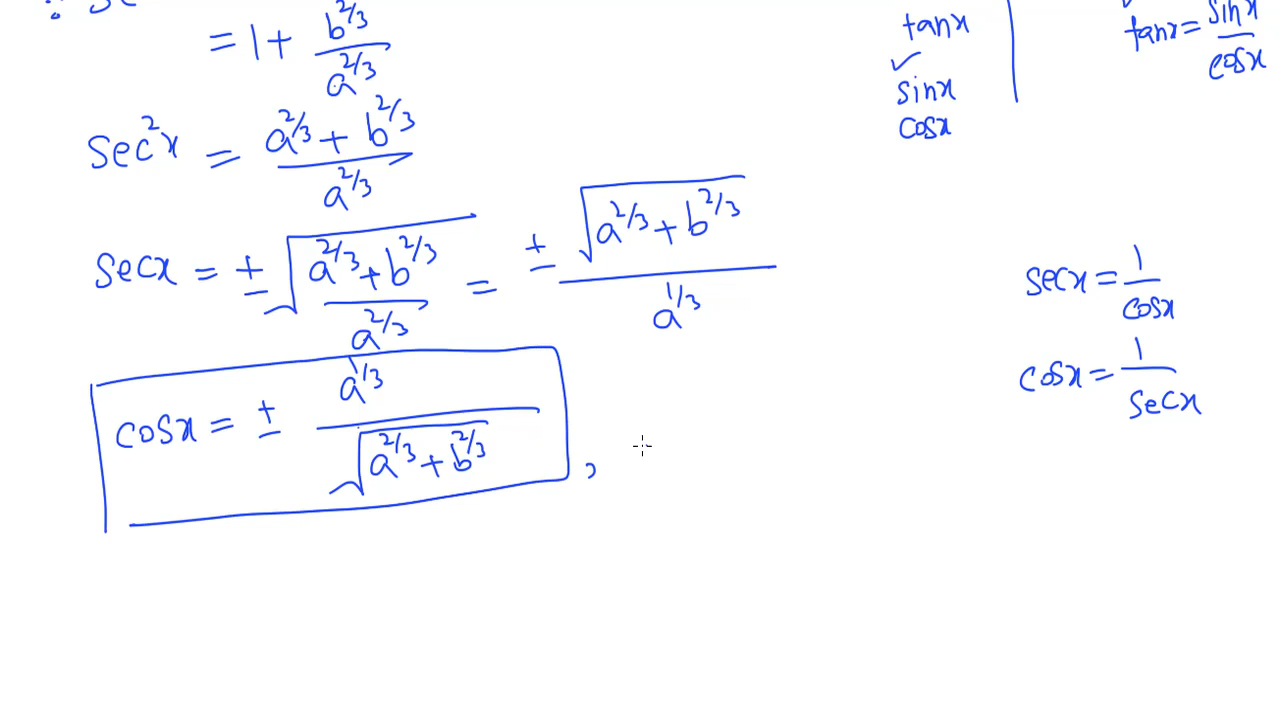 = 1 + b^2/3 / a^2/3
sec²x = a^2/3 + b^2/3 / a^2/3
secx = ± √(a^2/3 + b^2/3 / a^2/3) = ± √(a^2/3 + b^2/3) / a^1/3
cosx = ± a^1/3 / √(a^2/3 + b^2/3) ,
tanx
✓
sinx
cosx
tanx = sinx / cosx
secx = 1 / cosx
cosx = 1 / secx